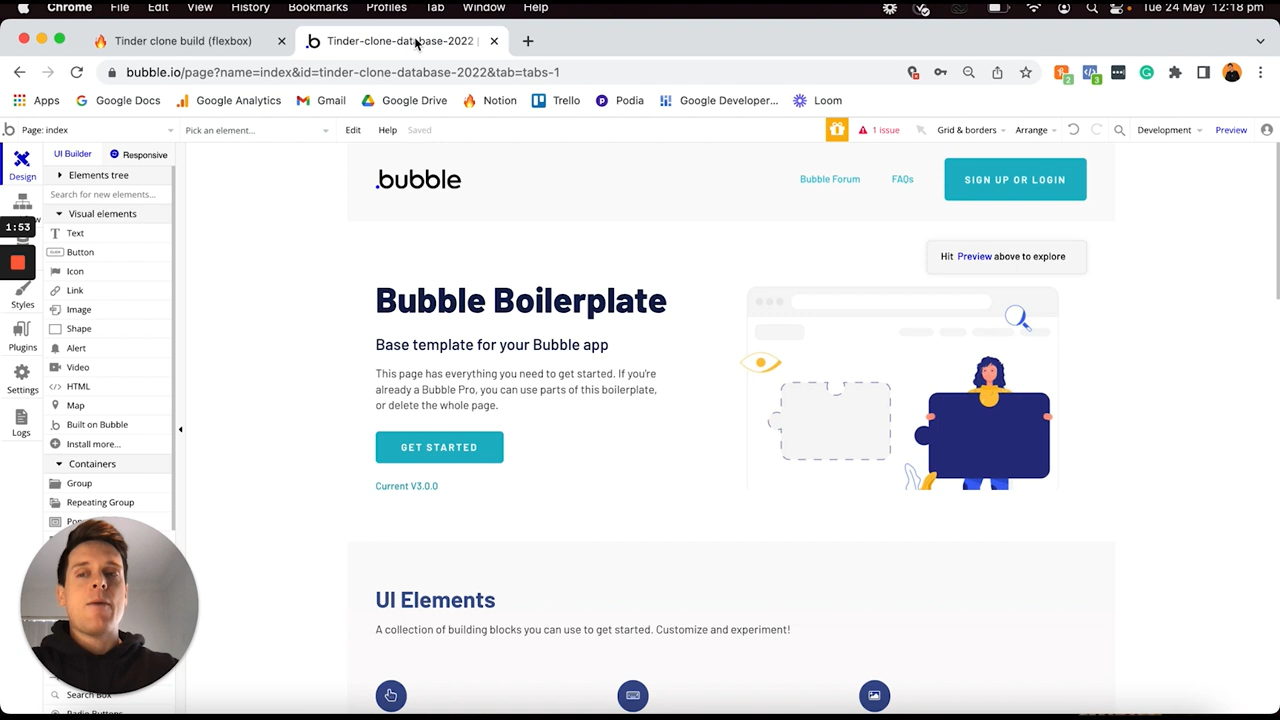 Chrome File Edit View History Bookmarks Profiles Tab Window Help Tue 24 May 12:18 pm
Tinder clone build (flexbox) Tinder-clone-database-2022 |
bubble.io/page?name=index&id=tinder-clone-database-2022&tab=tabs-1 2 3
Apps Google Docs Google Analytics Gmail Google Drive Notion Trello Podia Google Developer... Loom
Page: index Pick an element... Edit Help Saved 1 issue Grid & borders Arrange Development Preview
Design
UI Builder Responsive
Elements tree
Search for new elements...
Visual elements
Text
Button
Icon
Link
Image
Shape
Alert
Video
HTML
Map
Built on Bubble
Install more...
Containers
Group
Repeating Group
Search Box
1:53
Styles
Plugins
Settings
Logs
.bubble Bubble Forum FAQs SIGN UP OR LOGIN
Hit Preview above to explore
Bubble Boilerplate
Base template for your Bubble app
This page has everything you need to get started. If you're
already a Bubble Pro, you can use parts of this boilerplate,
or delete the whole page.
GET STARTED
Current V3.0.0
UI Elements
A collection of building blocks you can use to get started. Customize and experiment!